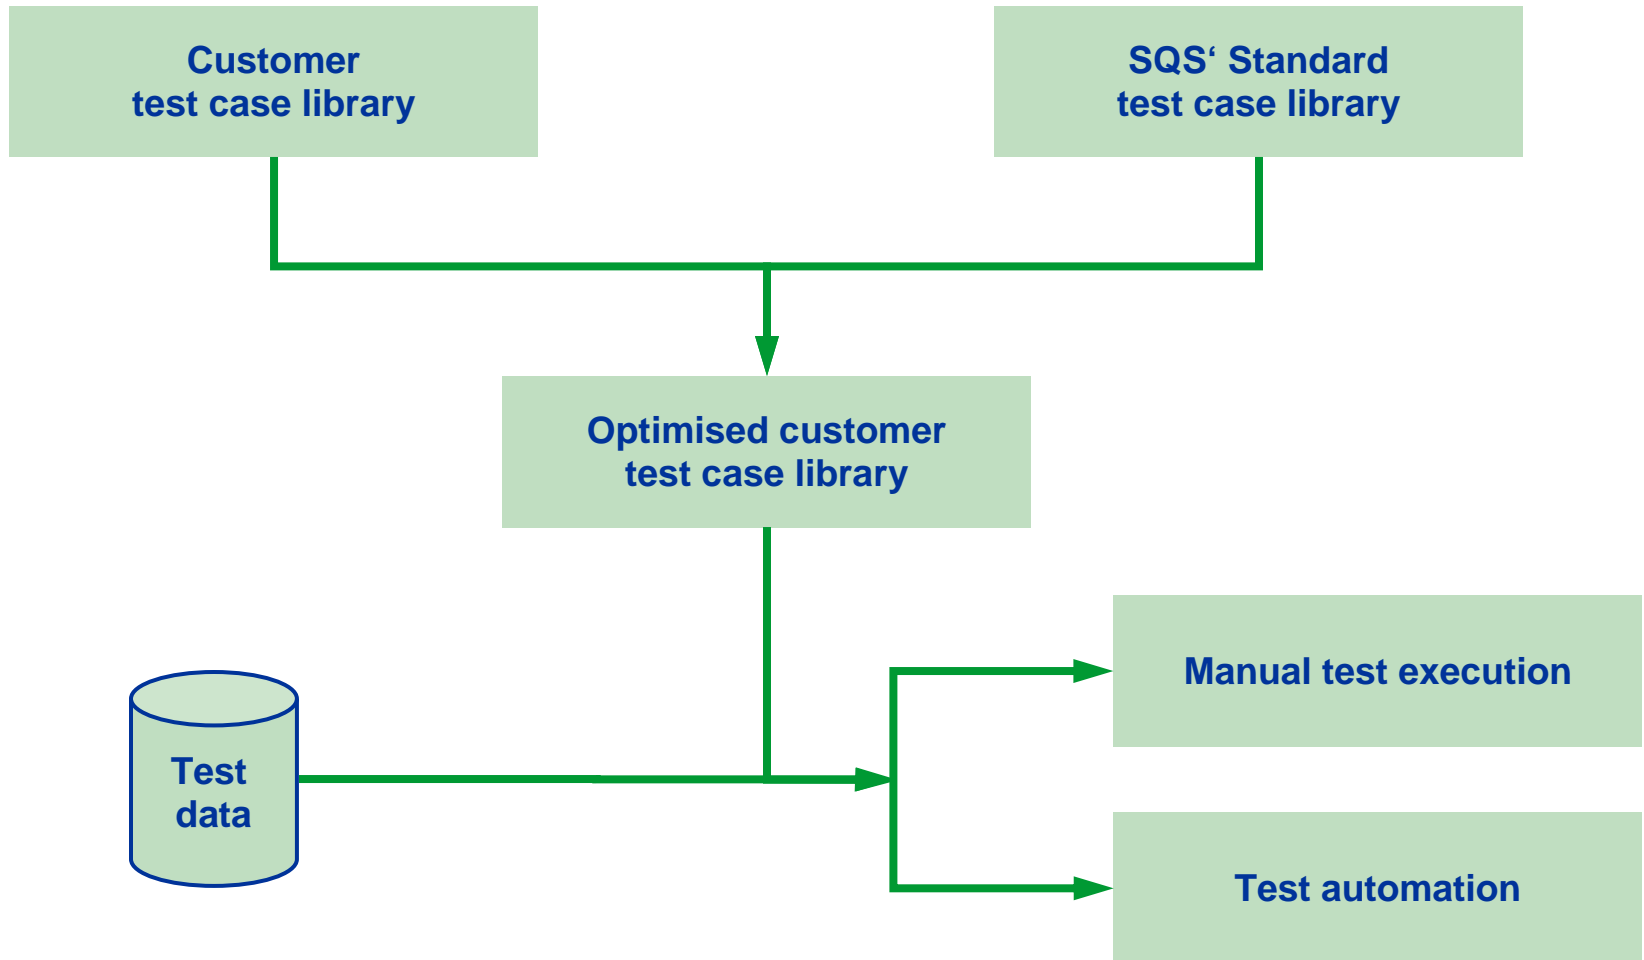 Customer
test case library
SQS‘ Standard
test case library
Optimised customer
test case library
Manual test execution
Test
data
Test automation